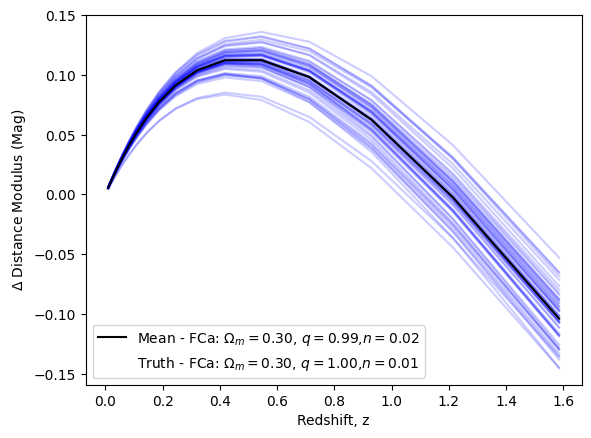 0.15
0.10
0.05
0.00
−0.05
−0.10
−0.15
Δ Distance Modulus (Mag)
Mean - FCa: Ωm = 0.30, q = 0.99,n = 0.02
Truth - FCa: Ωm = 0.30, q = 1.00,n = 0.01
0.0 0.2 0.4 0.6 0.8 1.0 1.2 1.4 1.6
Redshift, z